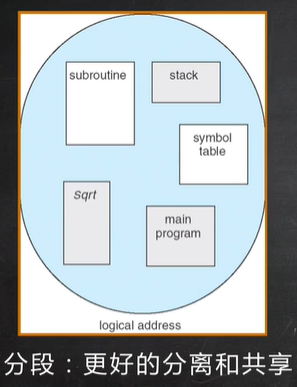 subroutine
stack
symbol
table
Sqrt
main
program
logical address
分段：更好的分离和共享